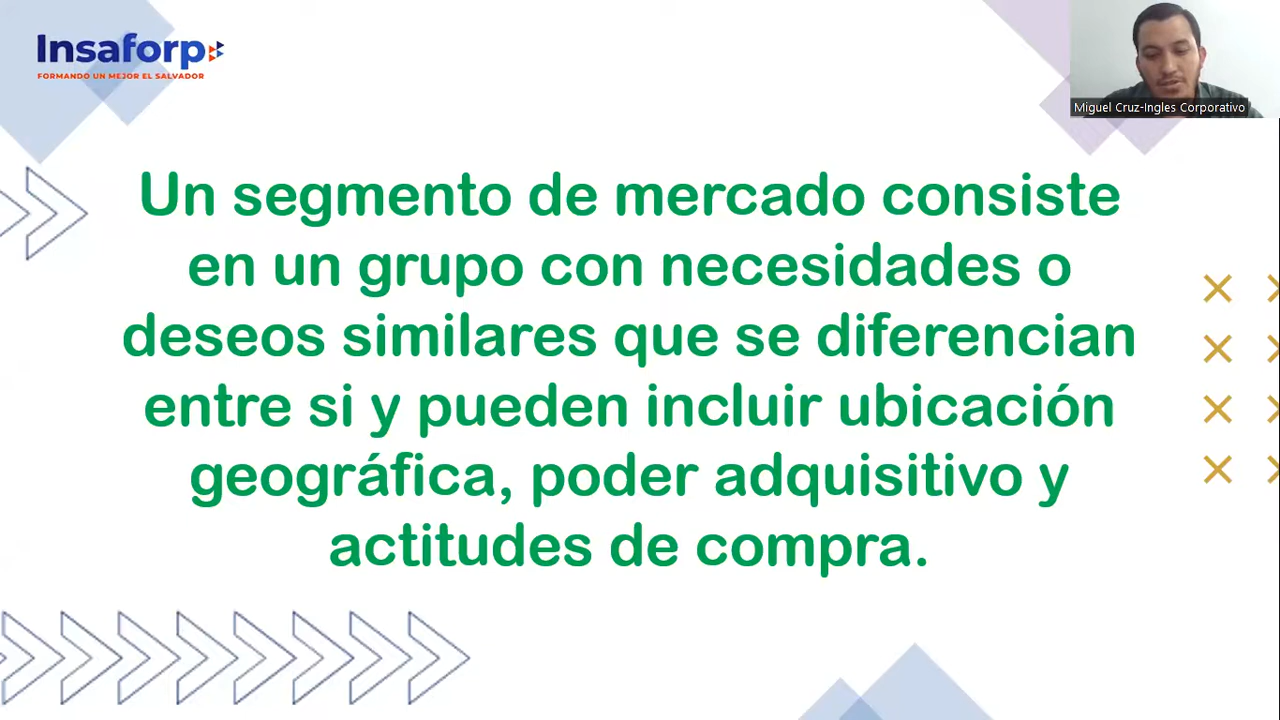 Insaforp
FORMANDO UN MEJOR EL SALVADOR
Miguel Cruz-Ingles Corporativo
Un segmento de mercado consiste
en un grupo con necesidades o
deseos similares que se diferencian
entre si y pueden incluir ubicación
geográfica, poder adquisitivo y
actitudes de compra.